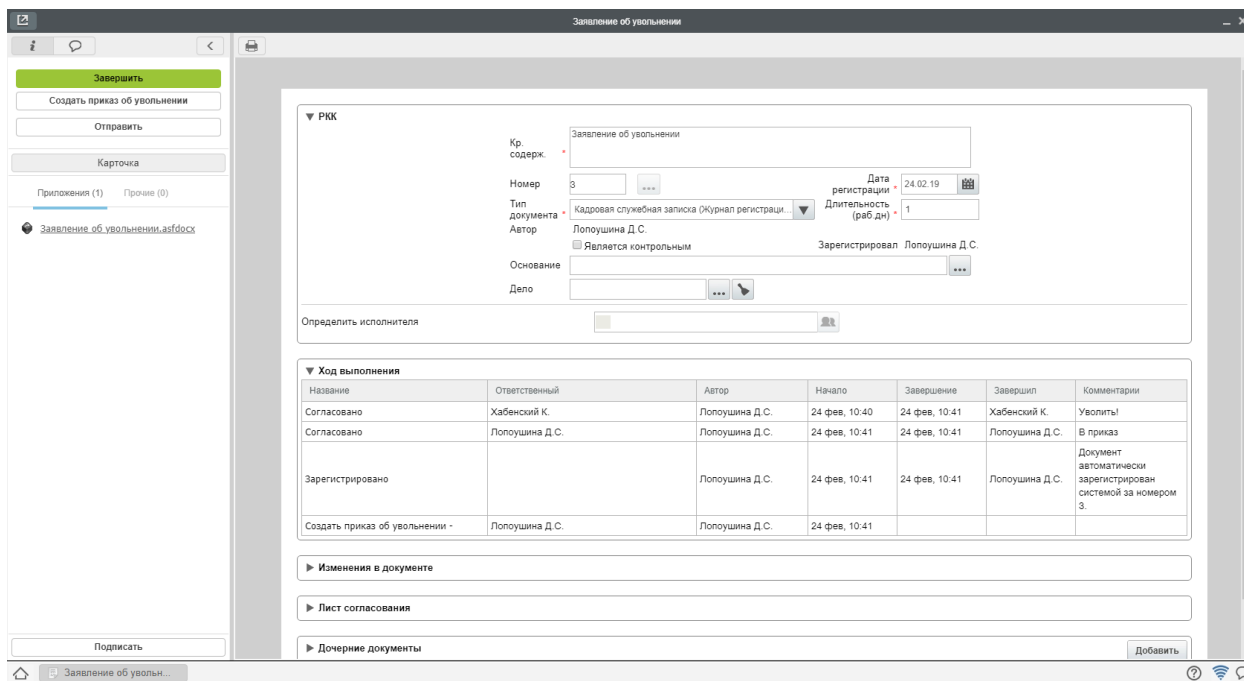 Заявление об увольнении
Завершить
Создать приказ об увольнении
Отправить
Карточка
Приложения (1) Прочие (0)
Заявление об увольнении.asfdocx
Подписать
РКК
Кр. содерж. * Заявление об увольнении
Номер 3 ...
Дата регистрации * 24.02.19
Тип документа * Кадровая служебная записка (Журнал регистраци...
Длительность (раб.дн) * 1
Автор Лопоушина Д.С.
Является контрольным Зарегистрировал Лопоушина Д.С.
Основание ...
Дело ...
Определить исполнителя
Ход выполнения
Название Ответственный Автор Начало Завершение Завершил Комментарии
Согласовано Хабенский К. Лопоушина Д.С. 24 фев, 10:40 24 фев, 10:41 Хабенский К. Уволить!
Согласовано Лопоушина Д.С. Лопоушина Д.С. 24 фев, 10:41 24 фев, 10:41 Лопоушина Д.С. В приказ
Зарегистрировано Лопоушина Д.С. 24 фев, 10:41 24 фев, 10:41 Лопоушина Д.С. Документ
автоматически
зарегистрирован
системой за номером
3.
Создать приказ об увольнении - Лопоушина Д.С. Лопоушина Д.С. 24 фев, 10:41
Изменения в документе
Лист согласования
Дочерние документы Добавить
Заявление об увольн...